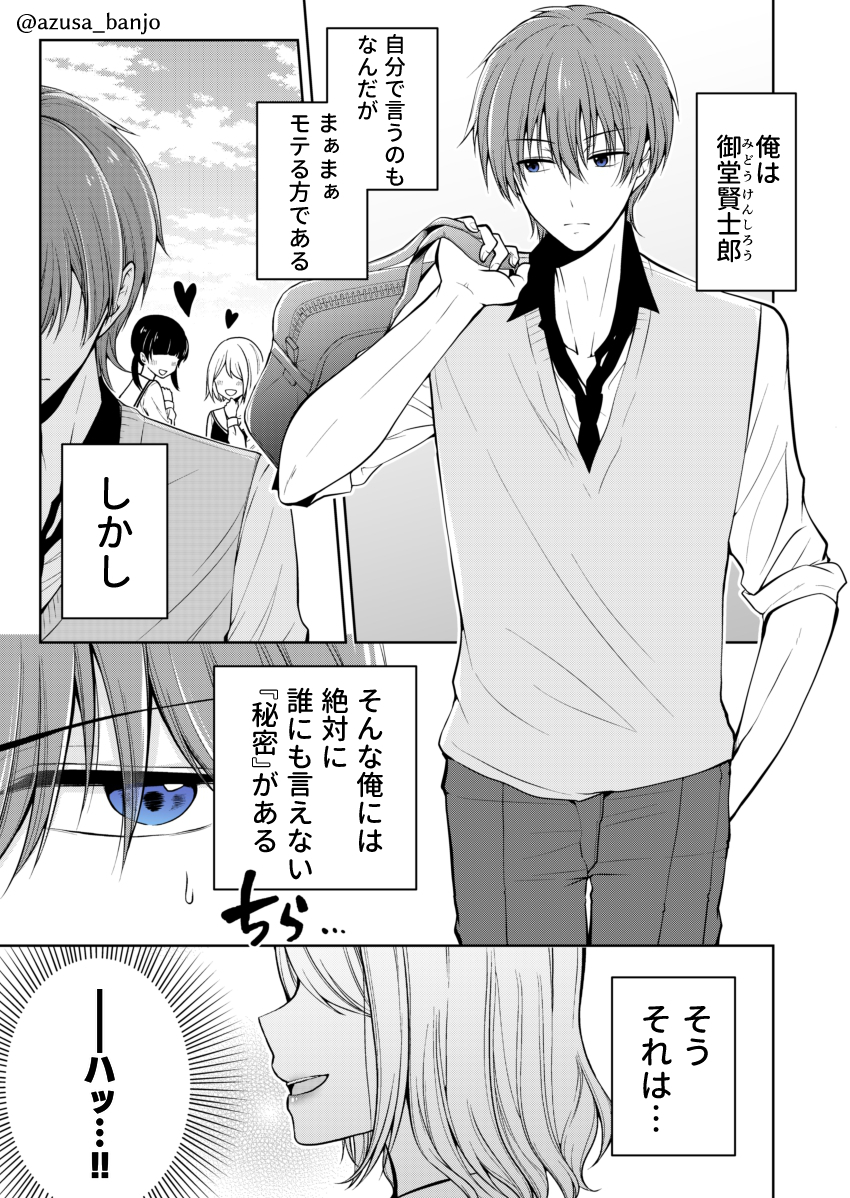 @azusa_banjo
俺は
御堂賢士郎
みどうけんしろう
自分で言うのも
なんだが
まぁまぁ
モテる方である
しかし
そんな俺には
絶対に
誰にも言えない
『秘密』がある
ちら…
そう
それは…
──ハッ…!!